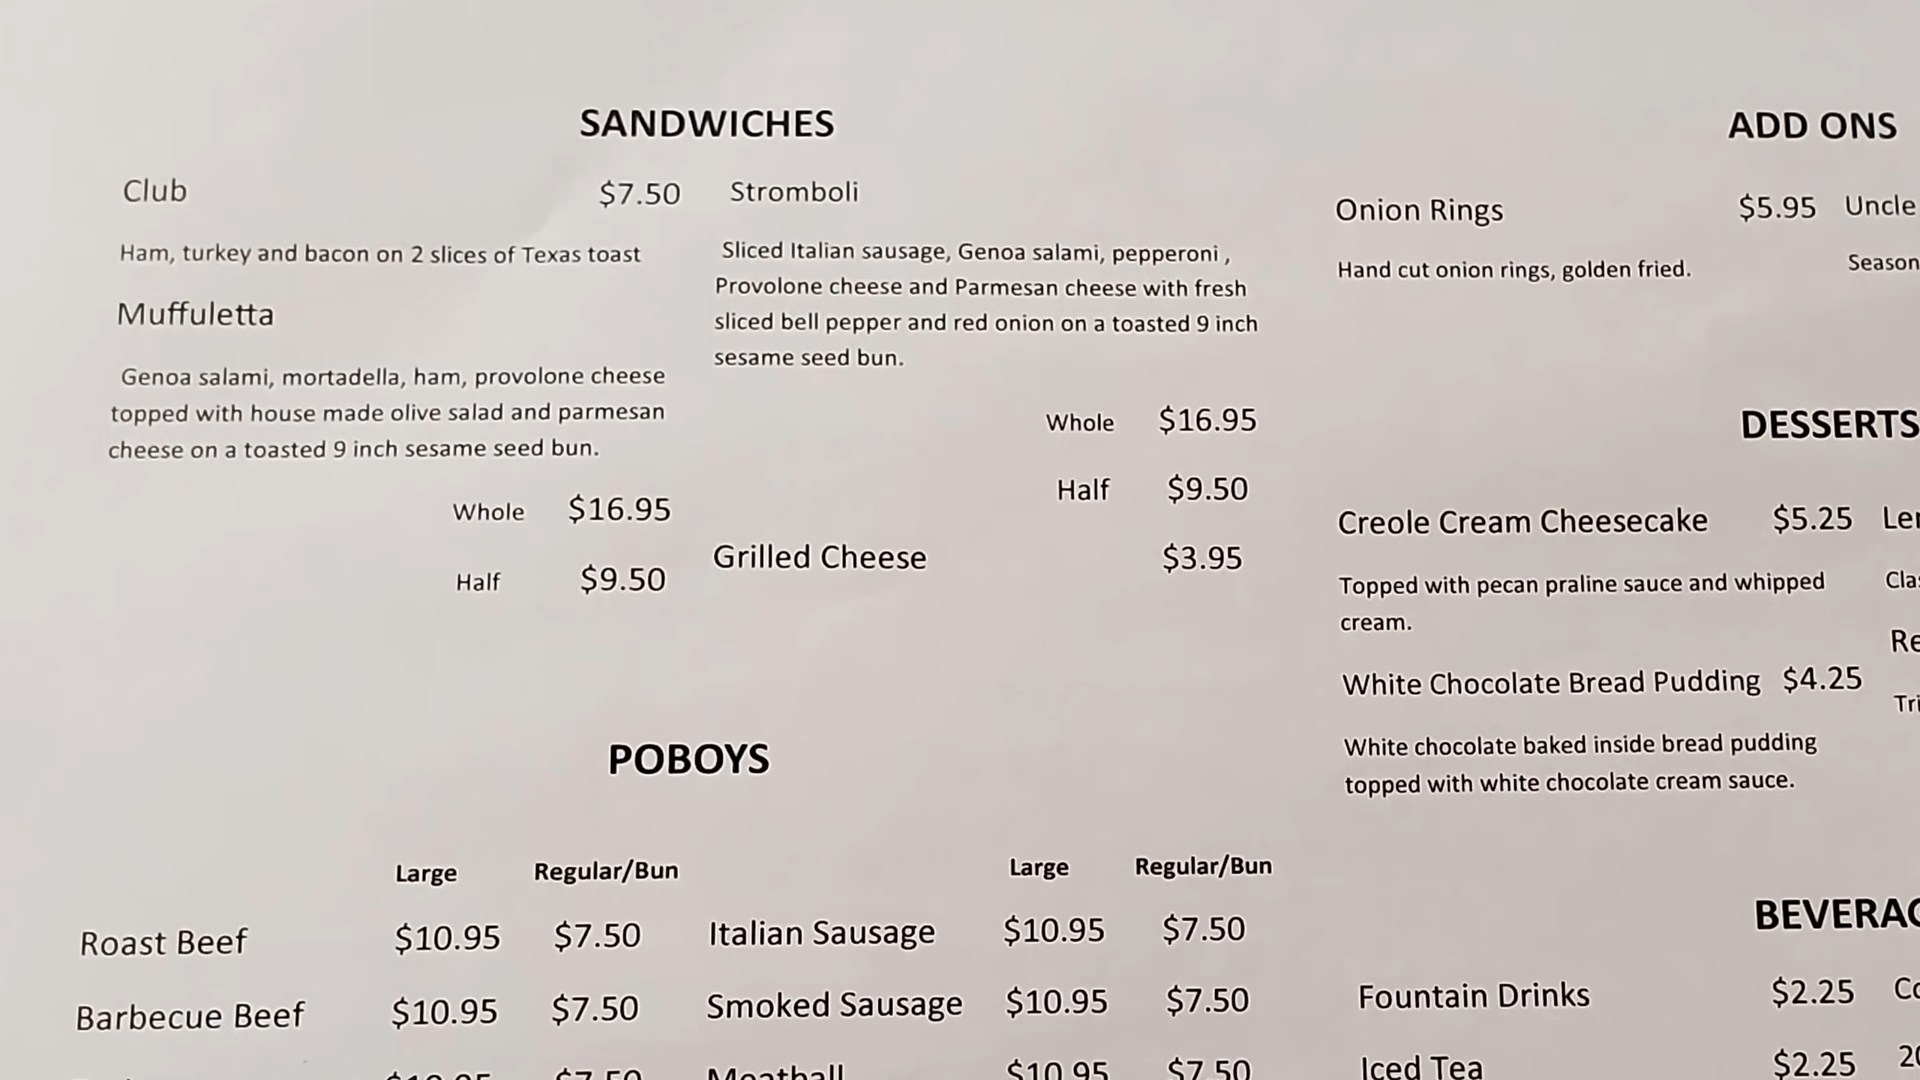 SANDWICHES
Club $7.50
Ham, turkey and bacon on 2 slices of Texas toast
Muffuletta
Genoa salami, mortadella, ham, provolone cheese
topped with house made olive salad and parmesan
cheese on a toasted 9 inch sesame seed bun.
Whole $16.95
Half $9.50
Stromboli
Sliced Italian sausage, Genoa salami, pepperoni ,
Provolone cheese and Parmesan cheese with fresh
sliced bell pepper and red onion on a toasted 9 inch
sesame seed bun.
Whole $16.95
Half $9.50
Grilled Cheese $3.95
POBOYS
Large Regular/Bun Large Regular/Bun
Roast Beef $10.95 $7.50 Italian Sausage $10.95 $7.50
Barbecue Beef $10.95 $7.50 Smoked Sausage $10.95 $7.50
Meatball $10.95 $7.50
ADD ONS
Onion Rings $5.95 Uncle
Hand cut onion rings, golden fried. Season
DESSERTS
Creole Cream Cheesecake $5.25
Topped with pecan praline sauce and whipped
cream.
White Chocolate Bread Pudding $4.25
White chocolate baked inside bread pudding
topped with white chocolate cream sauce.
BEVERAG
Fountain Drinks $2.25
Iced Tea $2.25